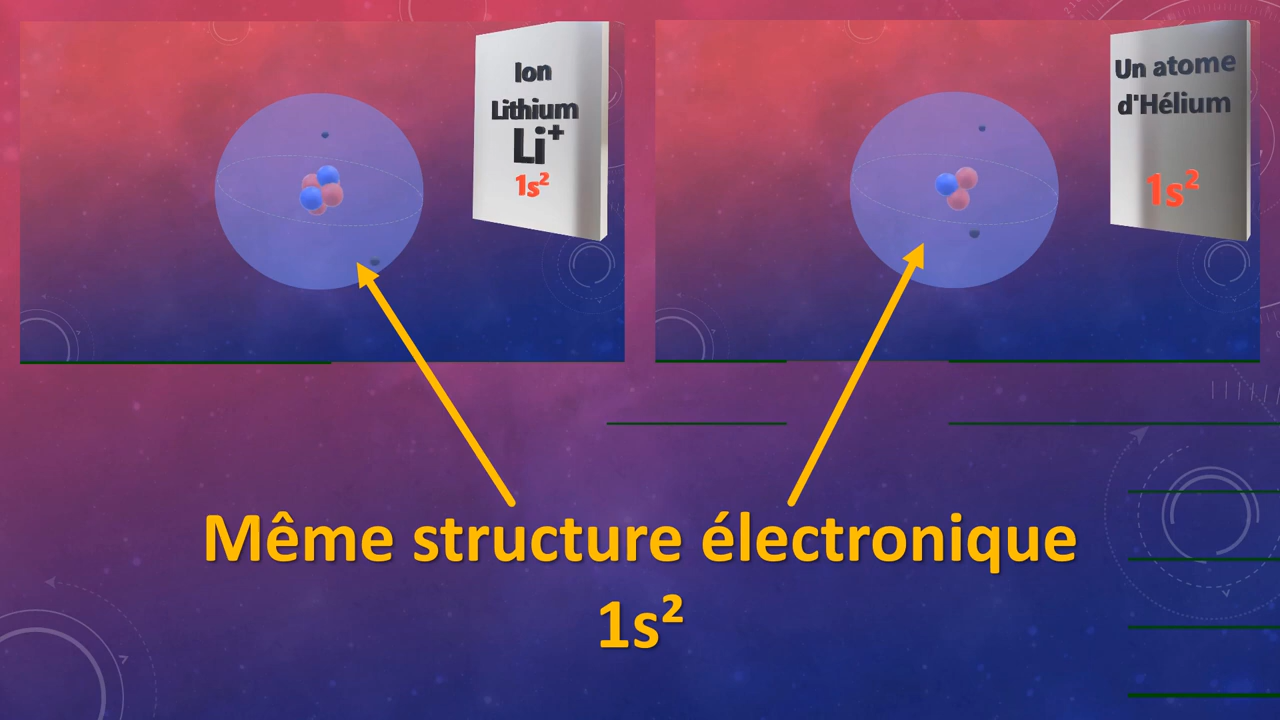 Ion
Lithium
Li⁺
1s²
Un atome
d'Hélium
1s²
Même structure électronique
1s²